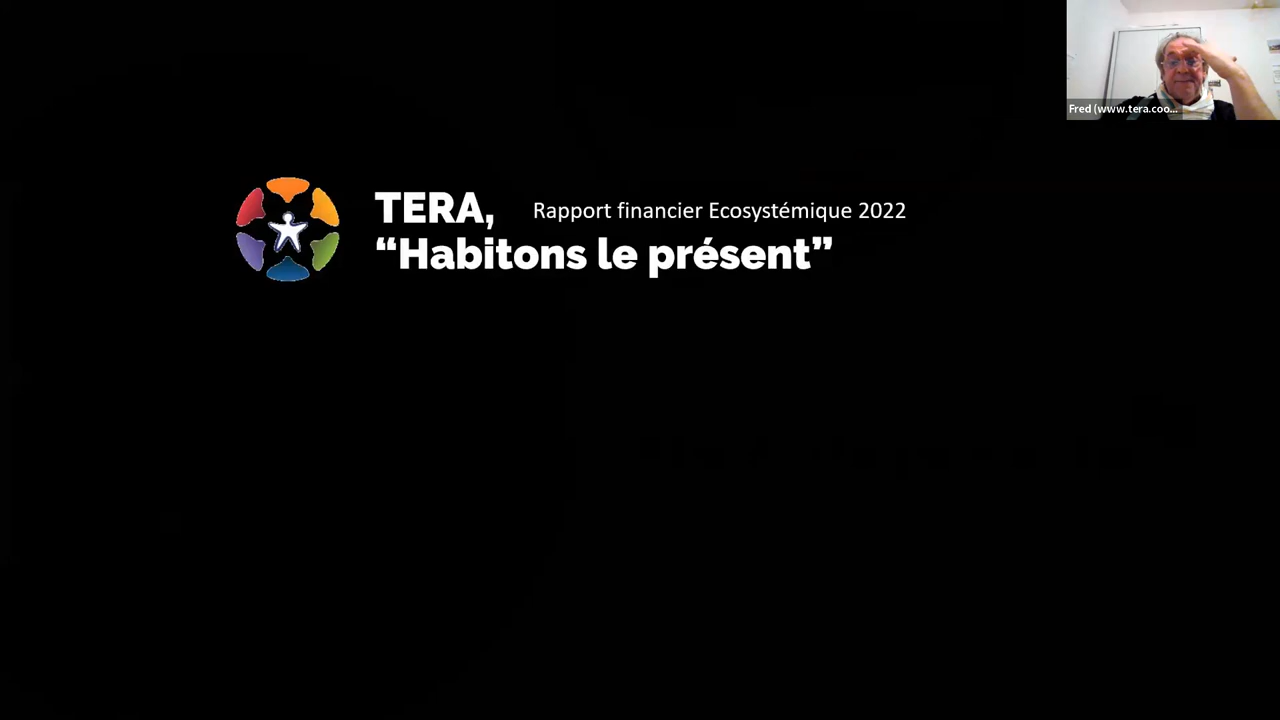 Fred (www.tera.coo...
TERA,
Rapport financier Ecosystémique 2022
“Habitons le présent”